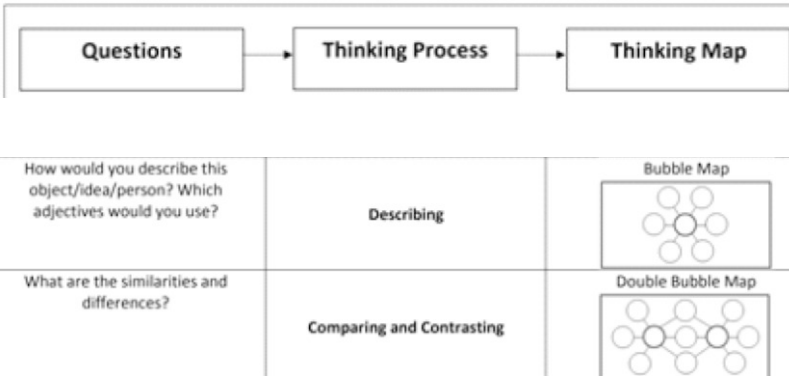 Questions
Thinking Process
Thinking Map
How would you describe this
object/idea/person? Which
adjectives would you use?
Describing
Bubble Map
What are the similarities and
differences?
Comparing and Contrasting
Double Bubble Map